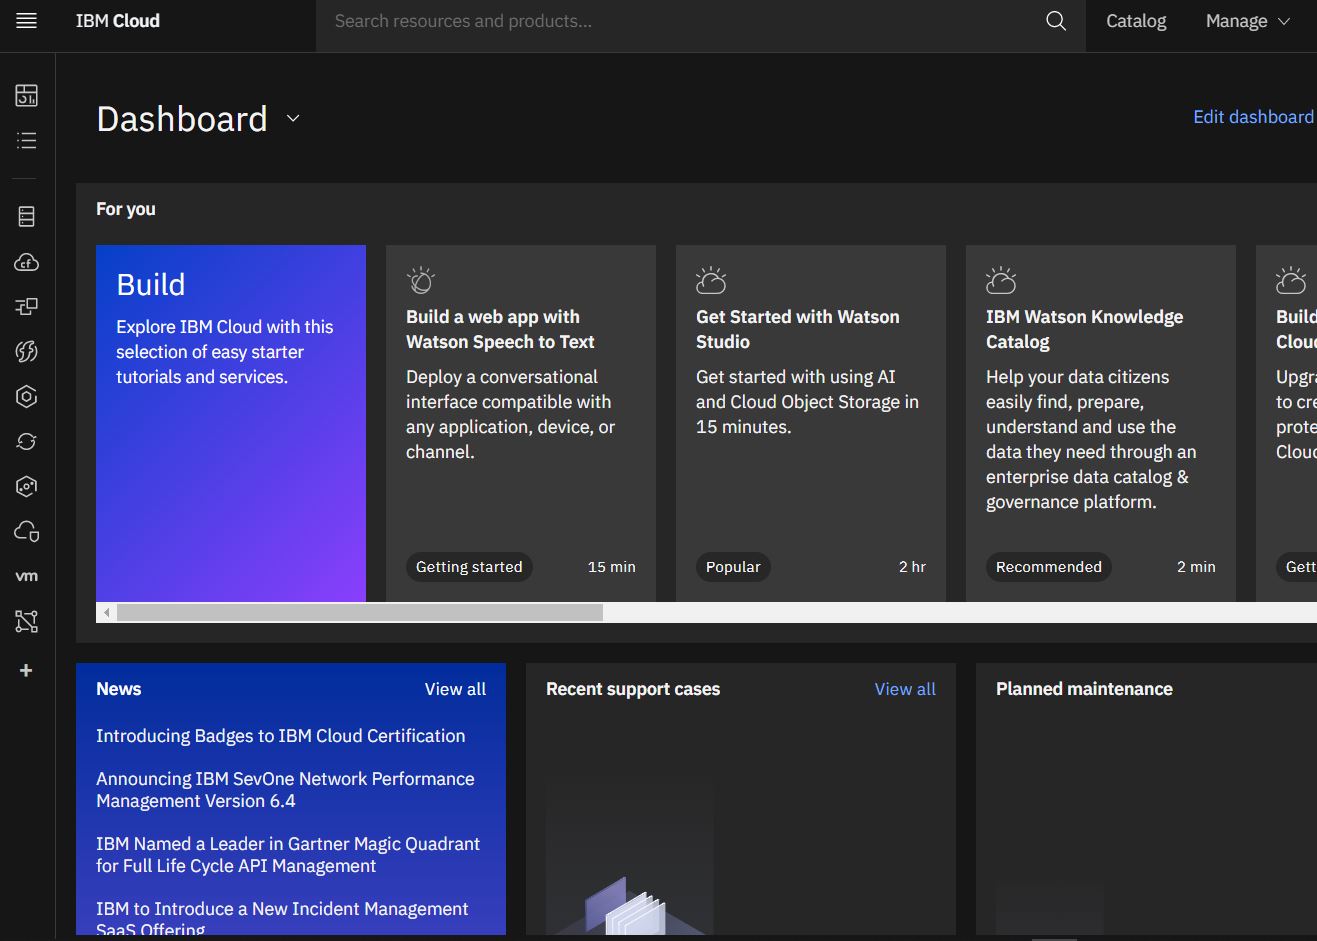 IBM Cloud
Search resources and products...
Catalog
Manage
Dashboard
Edit dashboard
For you
Build
Explore IBM Cloud with this
selection of easy starter
tutorials and services.
Build a web app with
Watson Speech to Text
Deploy a conversational
interface compatible with
any application, device, or
channel.
Getting started
15 min
Get Started with Watson
Studio
Get started with using AI
and Cloud Object Storage in
15 minutes.
Popular
2 hr
IBM Watson Knowledge
Catalog
Help your data citizens
easily find, prepare,
understand and use the
data they need through an
enterprise data catalog &
governance platform.
Recommended
2 min
Build
Clou
Upgr
to cre
prote
Clou
Gett
cf
vm
News
View all
Introducing Badges to IBM Cloud Certification
Announcing IBM SevOne Network Performance
Management Version 6.4
IBM Named a Leader in Gartner Magic Quadrant
for Full Life Cycle API Management
IBM to Introduce a New Incident Management
SaaS Offering
Recent support cases
View all
Planned maintenance